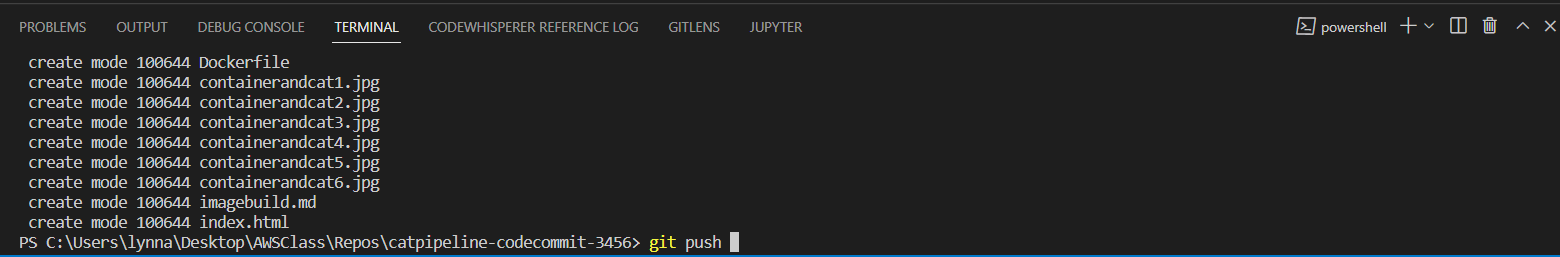 PROBLEMS OUTPUT DEBUG CONSOLE TERMINAL CODEWHISPERER REFERENCE LOG GITLENS JUPYTER powershell
create mode 100644 Dockerfile
create mode 100644 containerandcat1.jpg
create mode 100644 containerandcat2.jpg
create mode 100644 containerandcat3.jpg
create mode 100644 containerandcat4.jpg
create mode 100644 containerandcat5.jpg
create mode 100644 containerandcat6.jpg
create mode 100644 imagebuild.md
create mode 100644 index.html
PS C:\Users\lynna\Desktop\AWSClass\Repos\catpipeline-codecommit-3456> git push